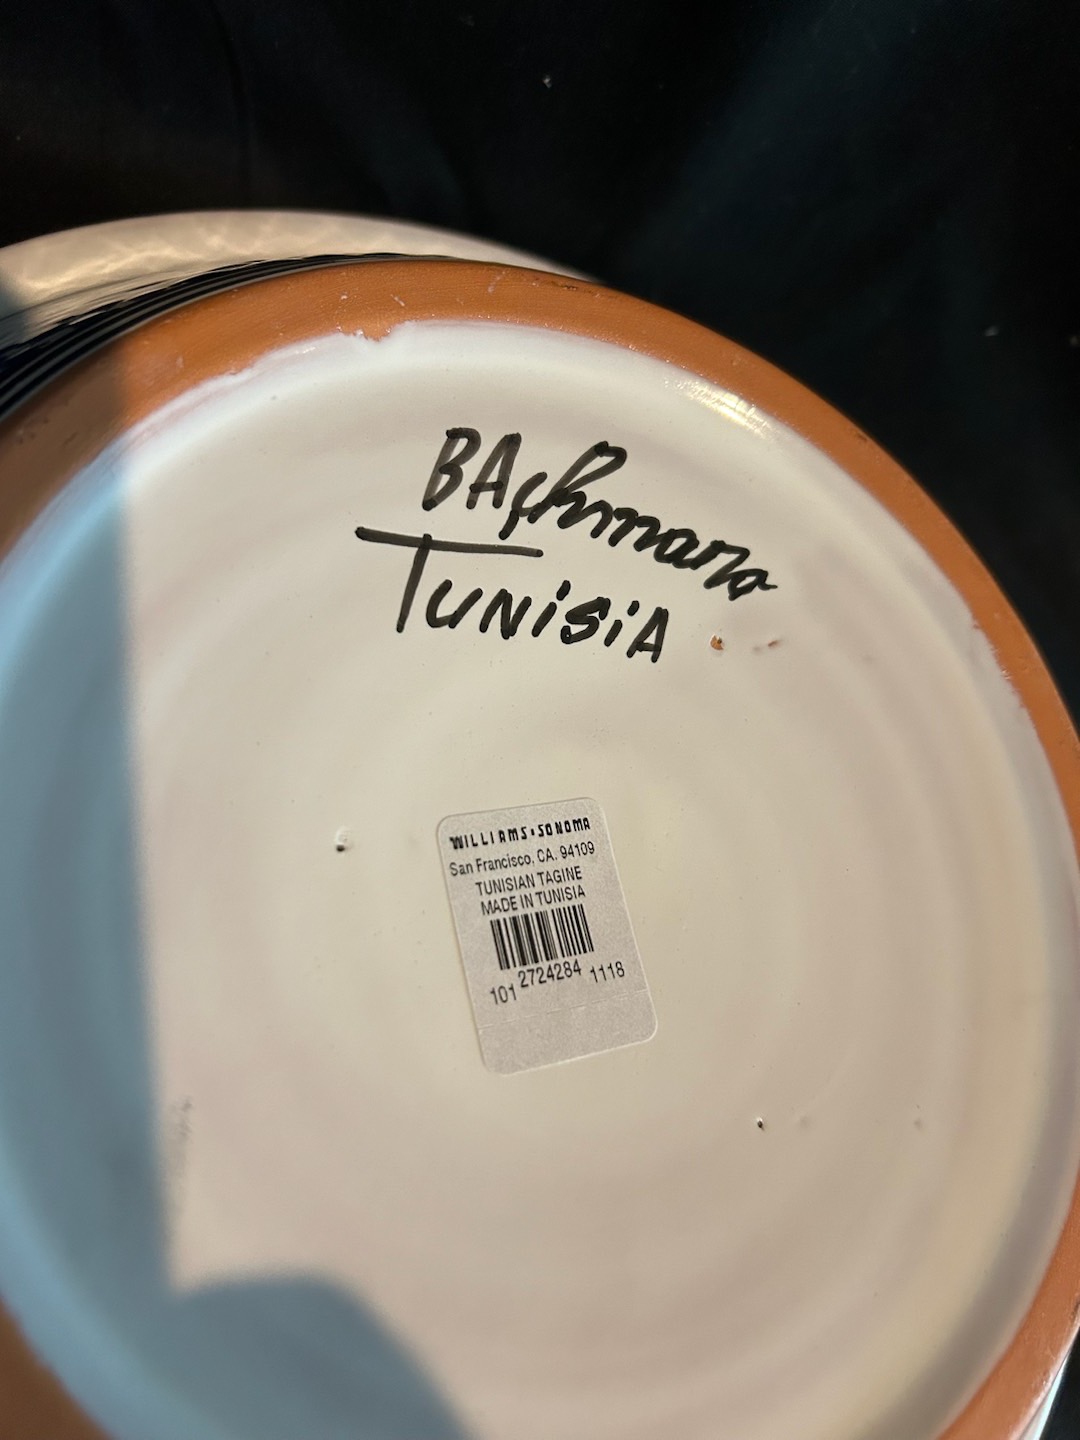 BAchmara
TUNiSiA
WILLIAMS-SONOMA
San Francisco, CA. 94109
TUNISIAN TAGINE
MADE IN TUNISIA
101 2724284 1118